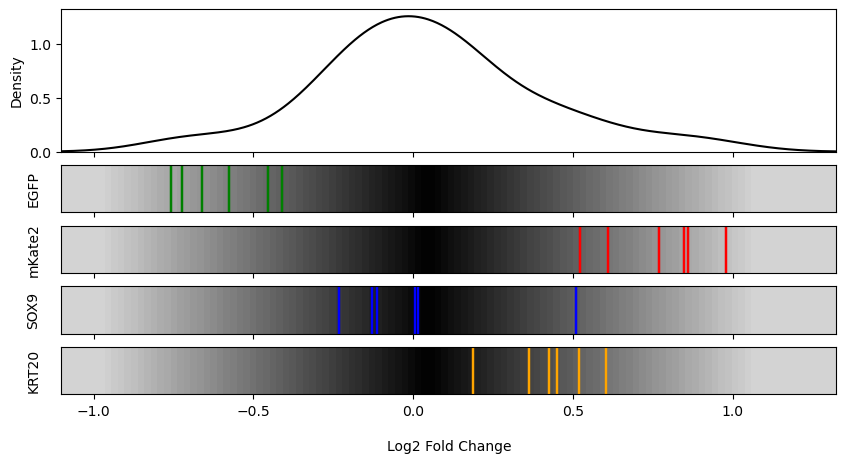 1.0
0.5
0.0
Density
EGFP
mKate2
SOX9
KRT20
−1.0 −0.5 0.0 0.5 1.0
Log2 Fold Change